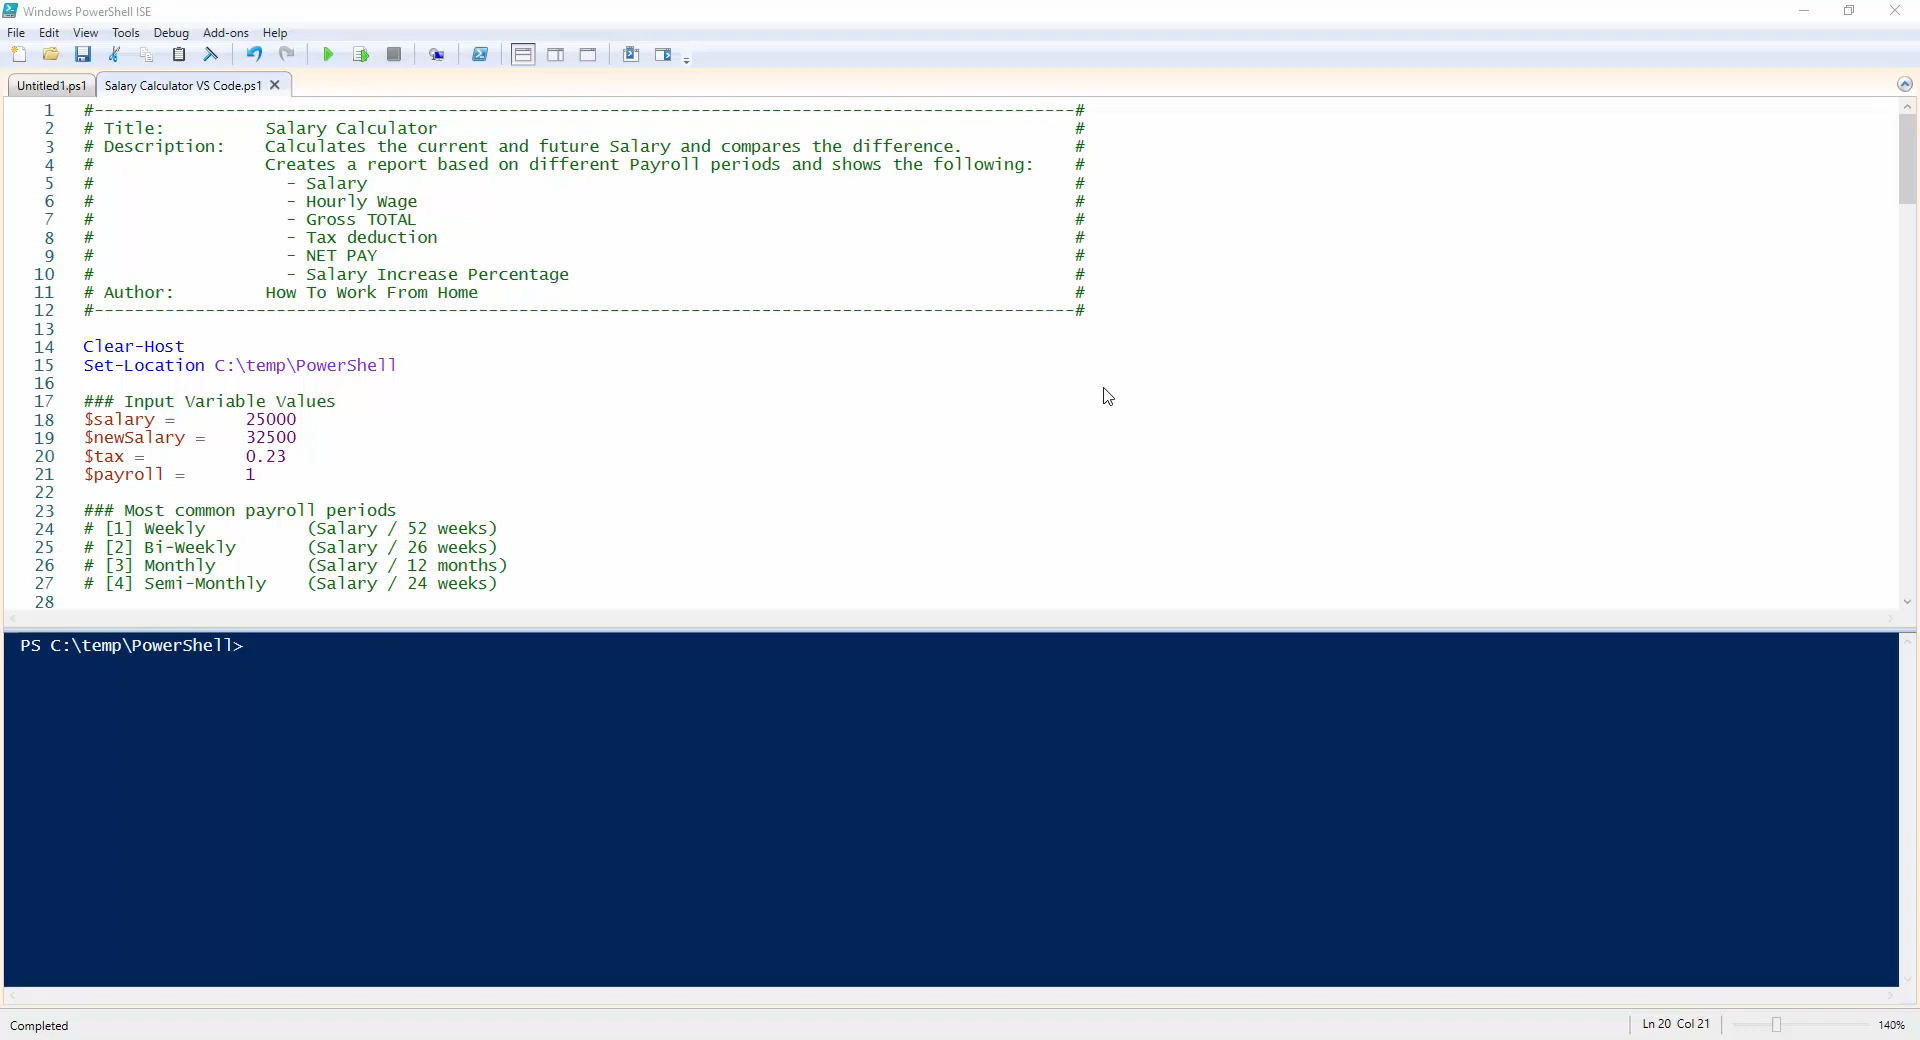 Windows PowerShell ISE
File Edit View Tools Debug Add-ons Help
Untitled1.ps1 Salary Calculator VS Code.ps1
1 #-------------------------------------------------------------------------------------------------#
2 # Title: Salary Calculator #
3 # Description: Calculates the current and future Salary and compares the difference. #
4 # Creates a report based on different Payroll periods and shows the following: #
5 # - Salary #
6 # - Hourly Wage #
7 # - Gross TOTAL #
8 # - Tax deduction #
9 # - NET PAY #
10 # - Salary Increase Percentage #
11 # Author: How To Work From Home #
12 #-------------------------------------------------------------------------------------------------#
13
14 Clear-Host
15 Set-Location C:\temp\PowerShell
16
17 ### Input Variable Values
18 $salary = 25000
19 $newSalary = 32500
20 $tax = 0.23
21 $payroll = 1
22
23 ### Most common payroll periods
24 # [1] Weekly (Salary / 52 weeks)
25 # [2] Bi-Weekly (Salary / 26 weeks)
26 # [3] Monthly (Salary / 12 months)
27 # [4] Semi-Monthly (Salary / 24 weeks)
28
PS C:\temp\PowerShell>
Completed Ln 20 Col 21 140%